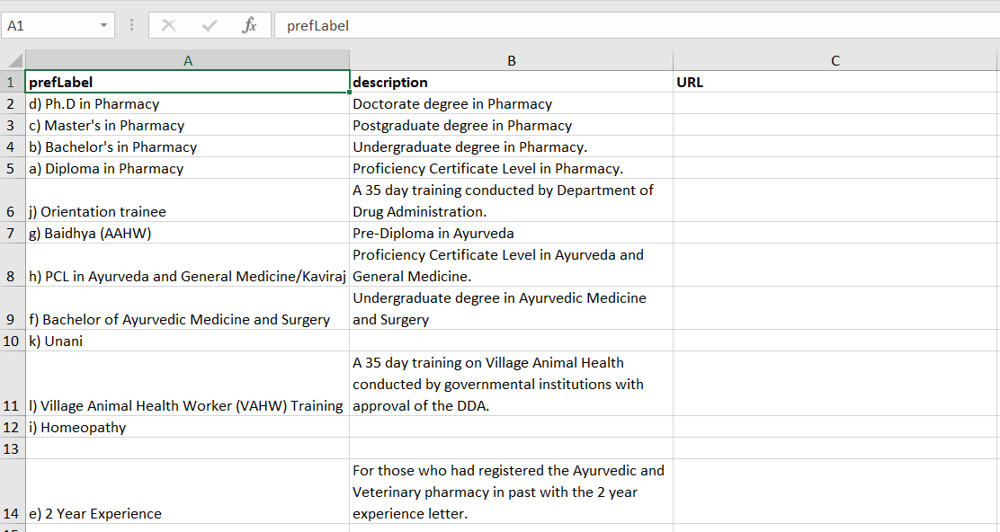 A1 fx prefLabel
A B C
1 prefLabel description URL
2 d) Ph.D in Pharmacy Doctorate degree in Pharmacy
3 c) Master's in Pharmacy Postgraduate degree in Pharmacy
4 b) Bachelor's in Pharmacy Undergraduate degree in Pharmacy.
5 a) Diploma in Pharmacy Proficiency Certificate Level in Pharmacy.
A 35 day training conducted by Department of
6 j) Orientation trainee Drug Administration.
7 g) Baidhya (AAHW) Pre-Diploma in Ayurveda
Proficiency Certificate Level in Ayurveda and
8 h) PCL in Ayurveda and General Medicine/Kaviraj General Medicine.
Undergraduate degree in Ayurvedic Medicine
9 f) Bachelor of Ayurvedic Medicine and Surgery and Surgery
10 k) Unani
A 35 day training on Village Animal Health
conducted by governmental institutions with
11 l) Village Animal Health Worker (VAHW) Training approval of the DDA.
12 i) Homeopathy
13
For those who had registered the Ayurvedic and
Veterinary pharmacy in past with the 2 year
14 e) 2 Year Experience experience letter.